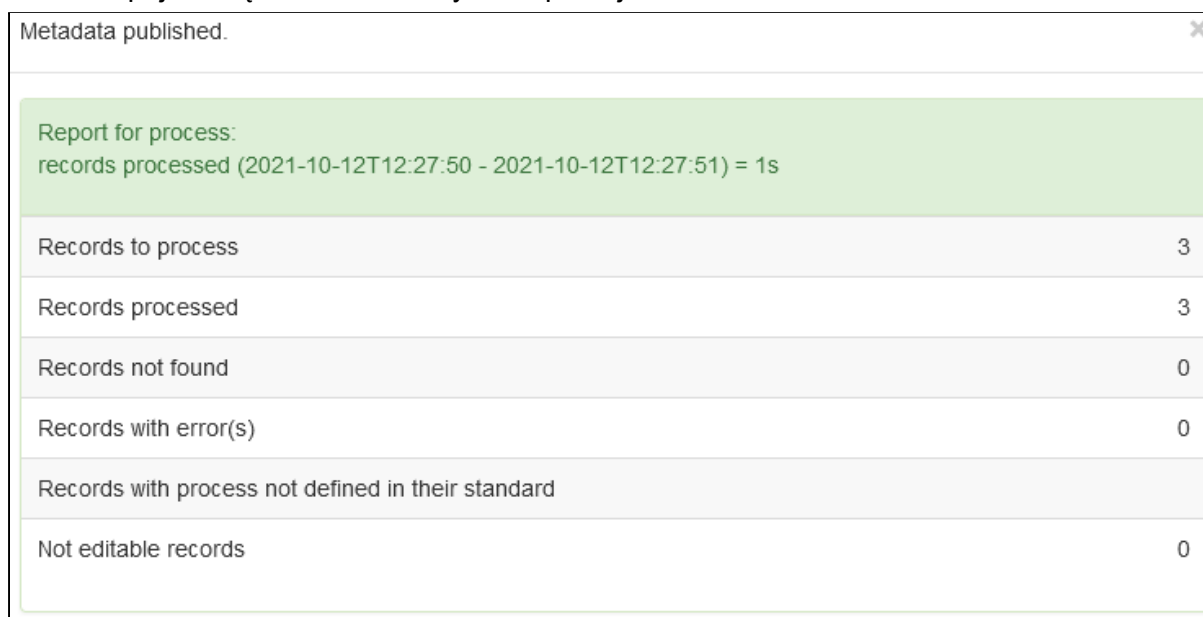 Metadata published.
Report for process:
records processed (2021-10-12T12:27:50 - 2021-10-12T12:27:51) = 1s
Records to process 3
Records processed 3
Records not found 0
Records with error(s) 0
Records with process not defined in their standard
Not editable records 0